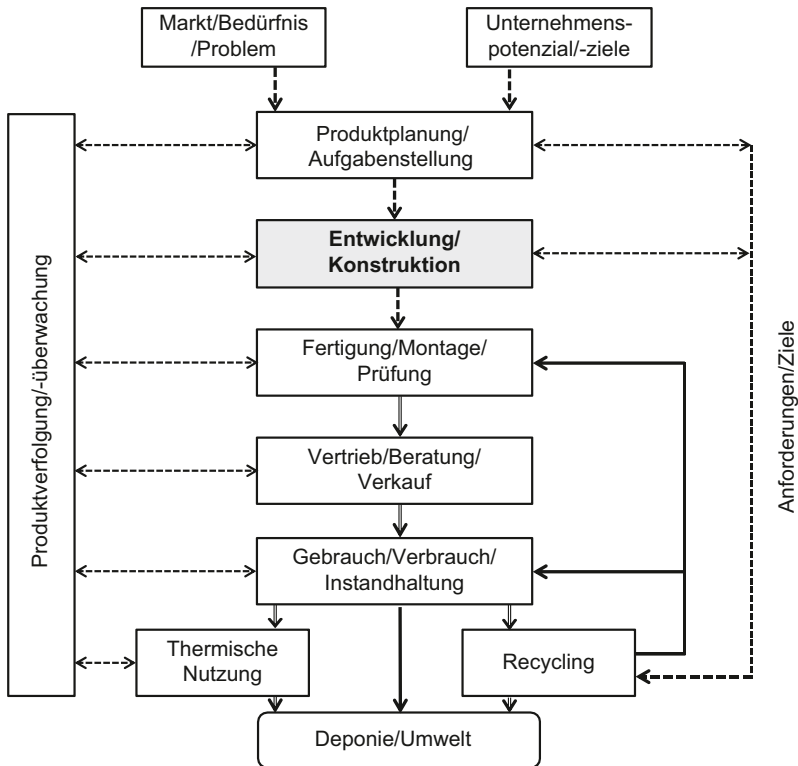 Markt/Bedürfnis
/Problem
Unternehmens-
potenzial/-ziele
Produktplanung/
Aufgabenstellung
Entwicklung/
Konstruktion
Fertigung/Montage/
Prüfung
Vertrieb/Beratung/
Verkauf
Gebrauch/Verbrauch/
Instandhaltung
Thermische
Nutzung
Recycling
Deponie/Umwelt
Produktverfolgung/-überwachung
Anforderungen/Ziele